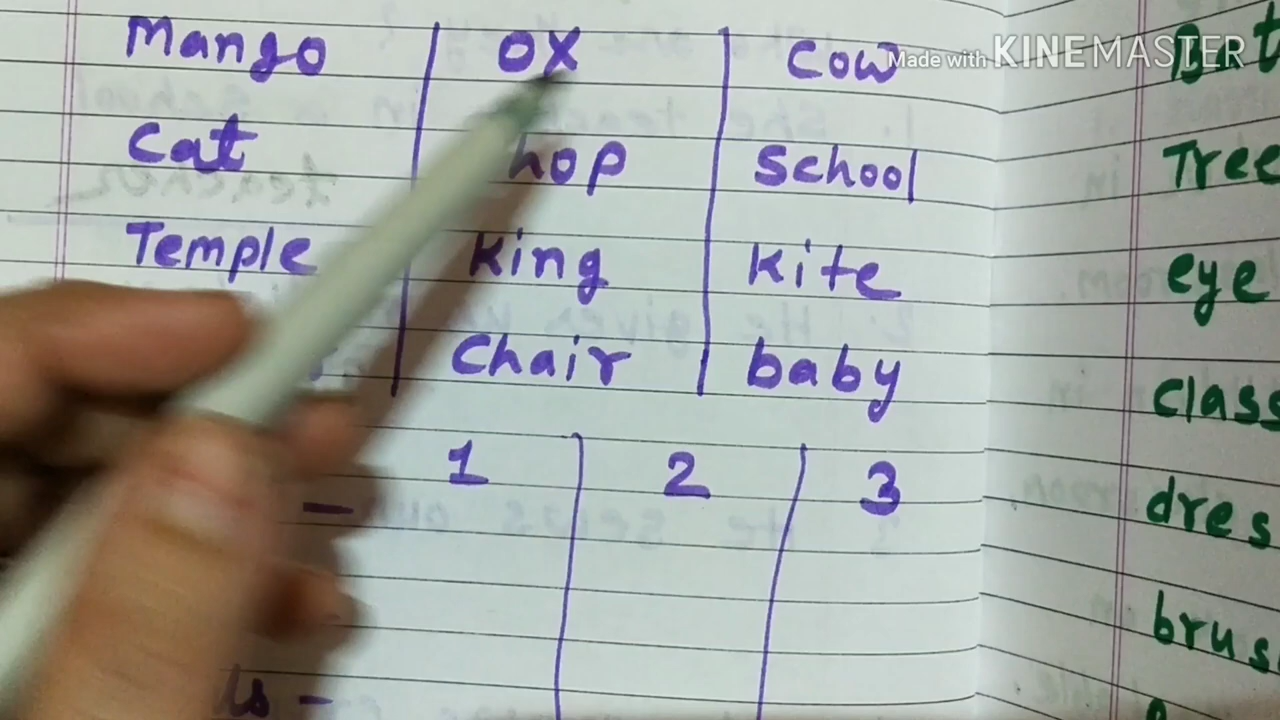 Mango ox cow
Made with KINEMASTER
Cat hop School
Temple King Kite
Chair baby
1 2 3
Tree
eye
class
dres
brus